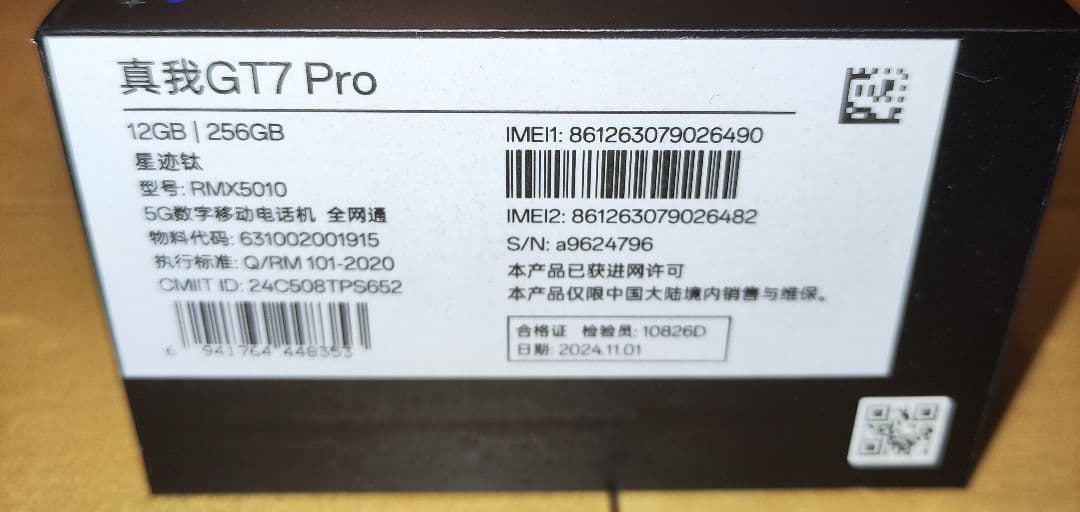 真我GT7 Pro
12GB | 256GB
星迹钛
型号: RMX5010
5G数字移动电话机 全网通
物料代码: 631002001915
执行标准: Q/RM 101-2020
CMIIT ID: 24C508TPS652
6 941764 448353
IMEI1: 861263079026490
IMEI2: 861263079026482
S/N: a9624796
本产品已获进网许可
本产品仅限中国大陆境内销售与维保。
合格证 检验员: 10826D
日期: 2024.11.01